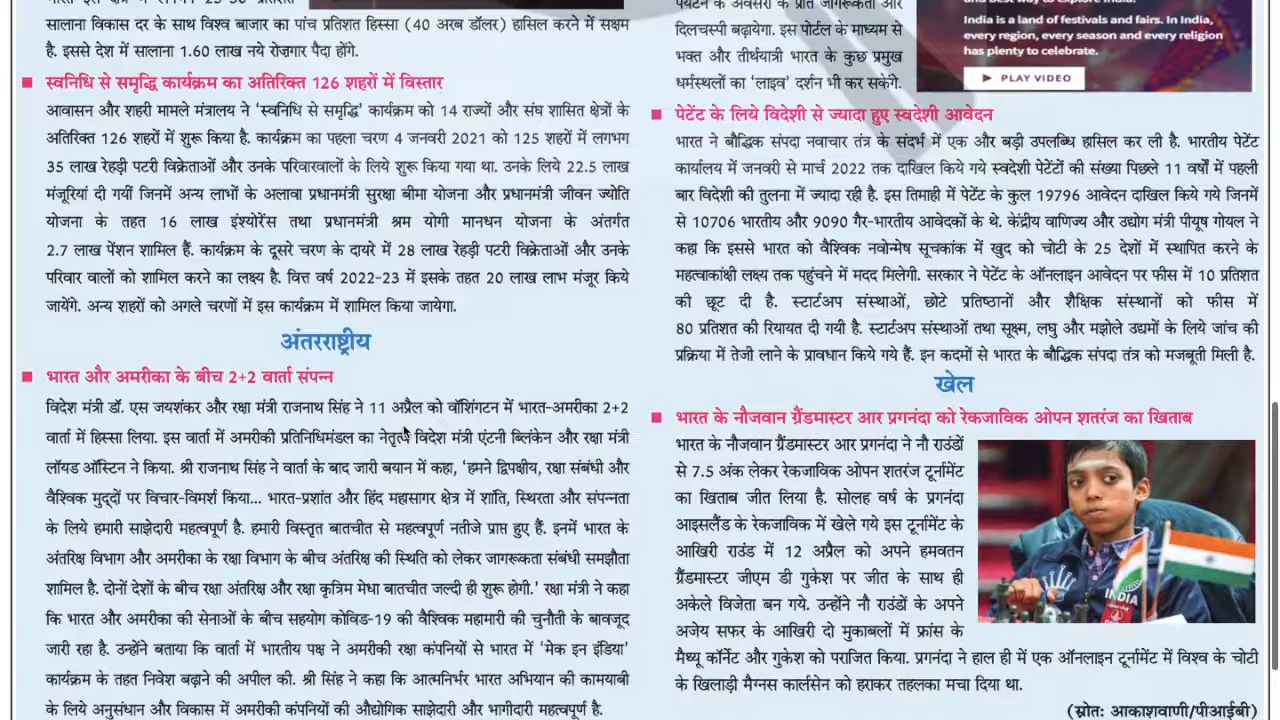 सालाना विकास दर के साथ विश्व बाजार का पांच प्रतिशत हिस्सा (40 अरब डॉलर) हासिल करने में सक्षम
है. इससे देश में सालाना 1.60 लाख नये रोज़गार पैदा होंगे.
स्वनिधि से समृद्धि कार्यक्रम का अतिरिक्त 126 शहरों में विस्तार
आवासन और शहरी मामले मंत्रालय ने ‘स्वनिधि से समृद्धि’ कार्यक्रम को 14 राज्यों और संघ शासित क्षेत्रों के
अतिरिक्त 126 शहरों में शुरू किया है. कार्यक्रम का पहला चरण 4 जनवरी 2021 को 125 शहरों में लगभग
35 लाख रेहड़ी पटरी विक्रेताओं और उनके परिवारवालों के लिये शुरू किया गया था. उनके लिये 22.5 लाख
मंजूरियां दी गयीं जिनमें अन्य लाभों के अलावा प्रधानमंत्री सुरक्षा बीमा योजना और प्रधानमंत्री जीवन ज्योति
योजना के तहत 16 लाख इंश्योरेंस तथा प्रधानमंत्री श्रम योगी मानधन योजना के अंतर्गत
2.7 लाख पेंशन शामिल हैं. कार्यक्रम के दूसरे चरण के दायरे में 28 लाख रेहड़ी पटरी विक्रेताओं और उनके
परिवार वालों को शामिल करने का लक्ष्य है. वित्त वर्ष 2022-23 में इसके तहत 20 लाख लाभ मंजूर किये
जायेंगे. अन्य शहरों को अगले चरणों में इस कार्यक्रम में शामिल किया जायेगा.
अंतरराष्ट्रीय
भारत और अमरीका के बीच 2+2 वार्ता संपन्न
विदेश मंत्री डॉ. एस जयशंकर और रक्षा मंत्री राजनाथ सिंह ने 11 अप्रैल को वॉशिंगटन में भारत-अमरीका 2+2
वार्ता में हिस्सा लिया. इस वार्ता में अमरीकी प्रतिनिधिमंडल का नेतृत्व विदेश मंत्री एंटनी ब्लिंकेन और रक्षा मंत्री
लॉयड ऑस्टिन ने किया. श्री राजनाथ सिंह ने वार्ता के बाद जारी बयान में कहा, ‘हमने द्विपक्षीय, रक्षा संबंधी और
वैश्विक मुद्दों पर विचार-विमर्श किया... भारत-प्रशांत और हिंद महासागर क्षेत्र में शांति, स्थिरता और संपन्नता
के लिये हमारी साझेदारी महत्वपूर्ण है. हमारी विस्तृत बातचीत से महत्वपूर्ण नतीजे प्राप्त हुए हैं. इनमें भारत के
अंतरिक्ष विभाग और अमरीका के रक्षा विभाग के बीच अंतरिक्ष की स्थिति को लेकर जागरूकता संबंधी समझौता
शामिल है. दोनों देशों के बीच रक्षा अंतरिक्ष और रक्षा कृत्रिम मेधा बातचीत जल्दी ही शुरू होगी.’ रक्षा मंत्री ने कहा
कि भारत और अमरीका की सेनाओं के बीच सहयोग कोविड-19 की वैश्विक महामारी की चुनौती के बावजूद
जारी रहा है. उन्होंने बताया कि वार्ता में भारतीय पक्ष ने अमरीकी रक्षा कंपनियों से भारत में ‘मेक इन इंडिया’
कार्यक्रम के तहत निवेश बढ़ाने की अपील की. श्री सिंह ने कहा कि आत्मनिर्भर भारत अभियान की कामयाबी
के लिये अनुसंधान और विकास में अमरीकी कंपनियों की औद्योगिक साझेदारी और भागीदारी महत्वपूर्ण है.
पर्यटन के अवसरों के प्रति जागरूकता और
दिलचस्पी बढ़ायेगा. इस पोर्टल के माध्यम से
भक्त और तीर्थयात्री भारत के कुछ प्रमुख
धर्मस्थलों का ‘लाइव’ दर्शन भी कर सकेंगे.
and best way to explore India.
India is a land of festivals and fairs. In India,
every region, every season and every religion
has plenty to celebrate.
PLAY VIDEO
पेटेंट के लिये विदेशी से ज्यादा हुए स्वदेशी आवेदन
भारत ने बौद्धिक संपदा नवाचार तंत्र के संदर्भ में एक और बड़ी उपलब्धि हासिल कर ली है. भारतीय पेटेंट
कार्यालय में जनवरी से मार्च 2022 तक दाखिल किये गये स्वदेशी पेटेंटों की संख्या पिछले 11 वर्षों में पहली
बार विदेशी की तुलना में ज्यादा रही है. इस तिमाही में पेटेंट के कुल 19796 आवेदन दाखिल किये गये जिनमें
से 10706 भारतीय और 9090 गैर-भारतीय आवेदकों के थे. केंद्रीय वाणिज्य और उद्योग मंत्री पीयूष गोयल ने
कहा कि इससे भारत को वैश्विक नवोन्मेष सूचकांक में खुद को चोटी के 25 देशों में स्थापित करने के
महत्वाकांक्षी लक्ष्य तक पहुंचने में मदद मिलेगी. सरकार ने पेटेंट के ऑनलाइन आवेदन पर फीस में 10 प्रतिशत
की छूट दी है. स्टार्टअप संस्थाओं, छोटे प्रतिष्ठानों और शैक्षिक संस्थानों को फीस में
80 प्रतिशत की रियायत दी गयी है. स्टार्टअप संस्थाओं तथा सूक्ष्म, लघु और मझोले उद्यमों के लिये जांच की
प्रक्रिया में तेजी लाने के प्रावधान किये गये हैं. इन कदमों से भारत के बौद्धिक संपदा तंत्र को मजबूती मिली है.
खेल
भारत के नौजवान ग्रैंडमास्टर आर प्रगनंदा को रेकजाविक ओपन शतरंज का खिताब
भारत के नौजवान ग्रैंडमास्टर आर प्रगनंदा ने नौ राउंडों
से 7.5 अंक लेकर रेकजाविक ओपन शतरंज टूर्नामेंट
का खिताब जीत लिया है. सोलह वर्ष के प्रगनंदा
आइसलैंड के रेकजाविक में खेले गये इस टूर्नामेंट के
आखिरी राउंड में 12 अप्रैल को अपने हमवतन
ग्रैंडमास्टर जीएम डी गुकेश पर जीत के साथ ही
अकेले विजेता बन गये. उन्होंने नौ राउंडों के अपने
अजेय सफर के आखिरी दो मुकाबलों में फ्रांस के
मैथ्यू कॉर्नेट और गुकेश को पराजित किया. प्रगनंदा ने हाल ही में एक ऑनलाइन टूर्नामेंट में विश्व के चोटी
के खिलाड़ी मैग्नस कार्लसेन को हराकर तहलका मचा दिया था.
INDIA
(स्रोत: आकाशवाणी/पीआईबी)